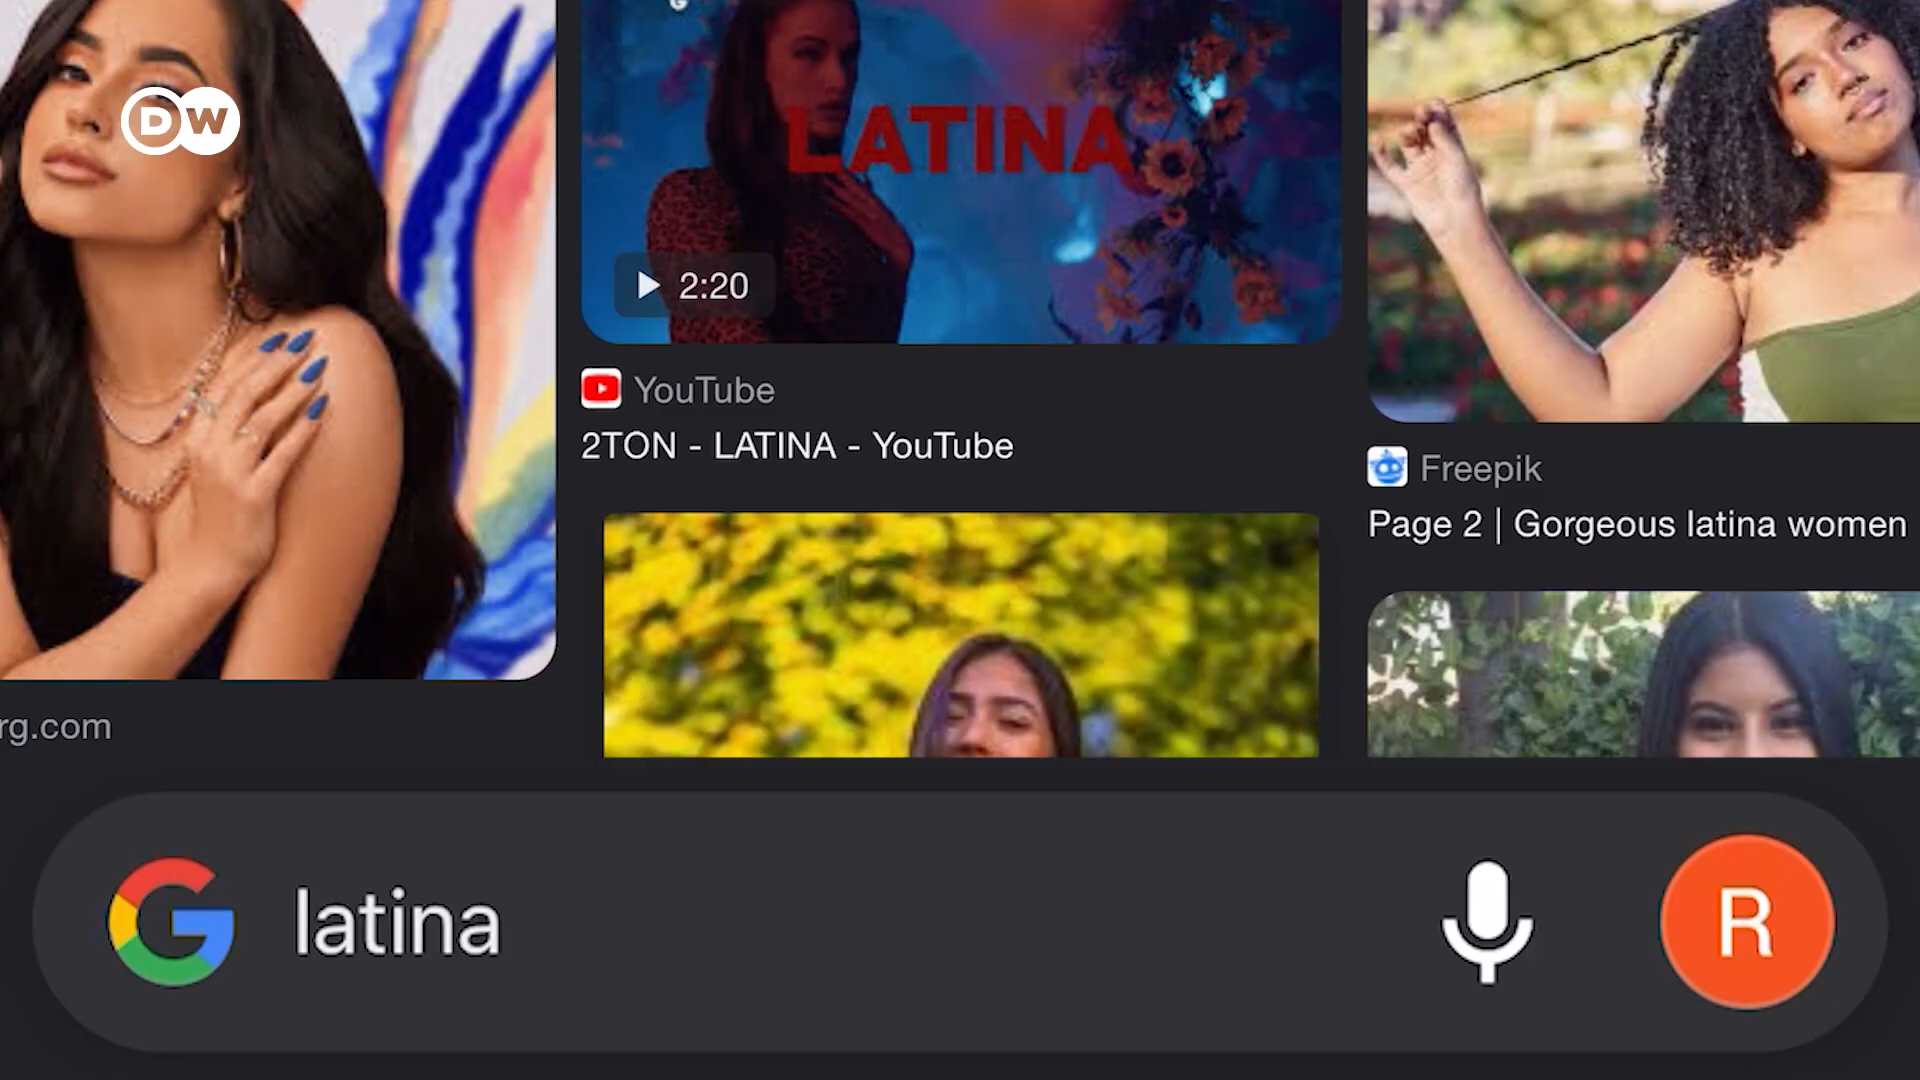 DW
LATINA
2:20
YouTube
2TON - LATINA - YouTube
Freepik
Page 2 | Gorgeous latina women
rg.com
latina
R